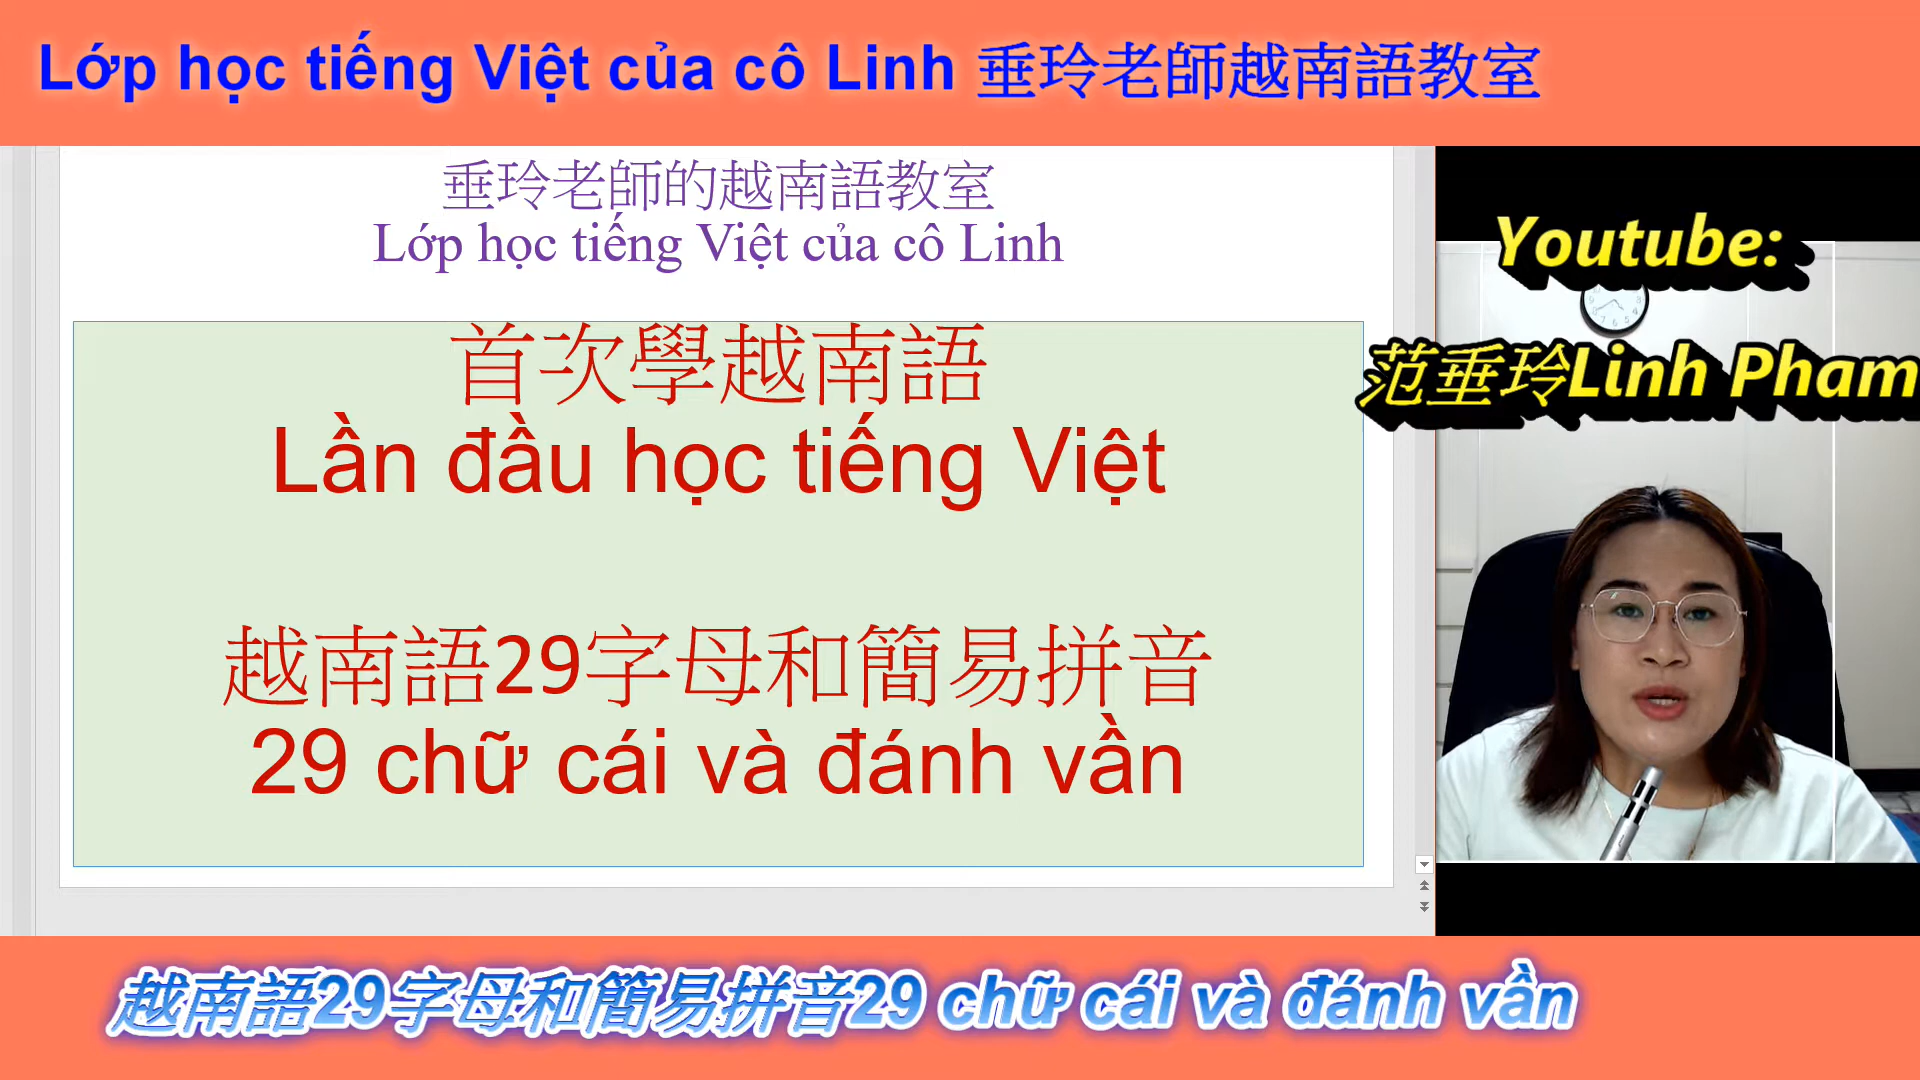 Lớp học tiếng Việt của cô Linh 垂玲老師越南語教室
垂玲老師的越南語教室
Lớp học tiếng Việt của cô Linh
首次學越南語
Lần đầu học tiếng Việt
越南語29字母和簡易拼音
29 chữ cái và đánh vần
Youtube:
范垂玲Linh Pham
越南語29字母和簡易拼音29 chữ cái và đánh vần